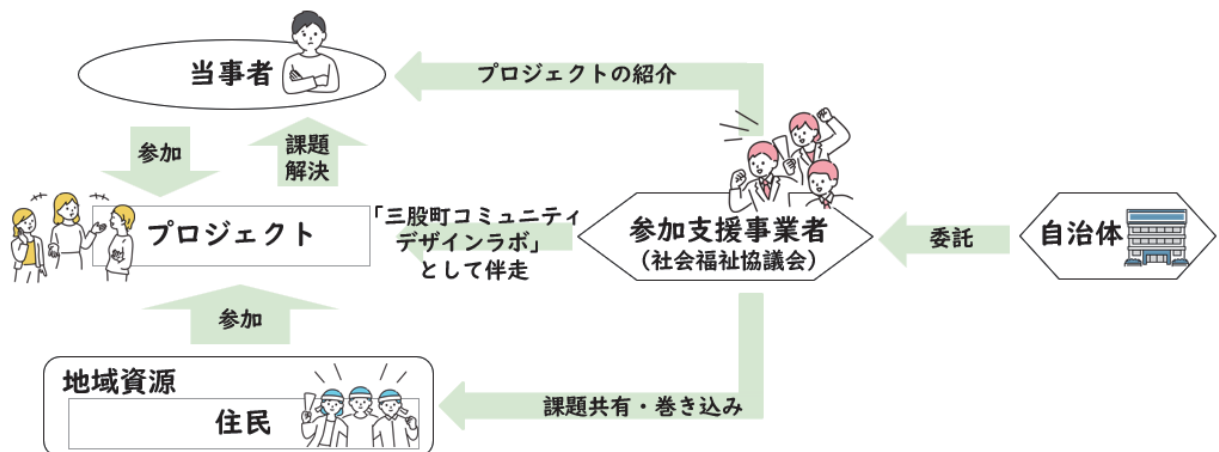 当事者
プロジェクトの紹介
参加
課題
解決
プロジェクト
「三股町コミュニティ
デザインラボ」
として伴走
参加支援事業者
（社会福祉協議会）
委託
自治体
参加
地域資源
住民
課題共有・巻き込み